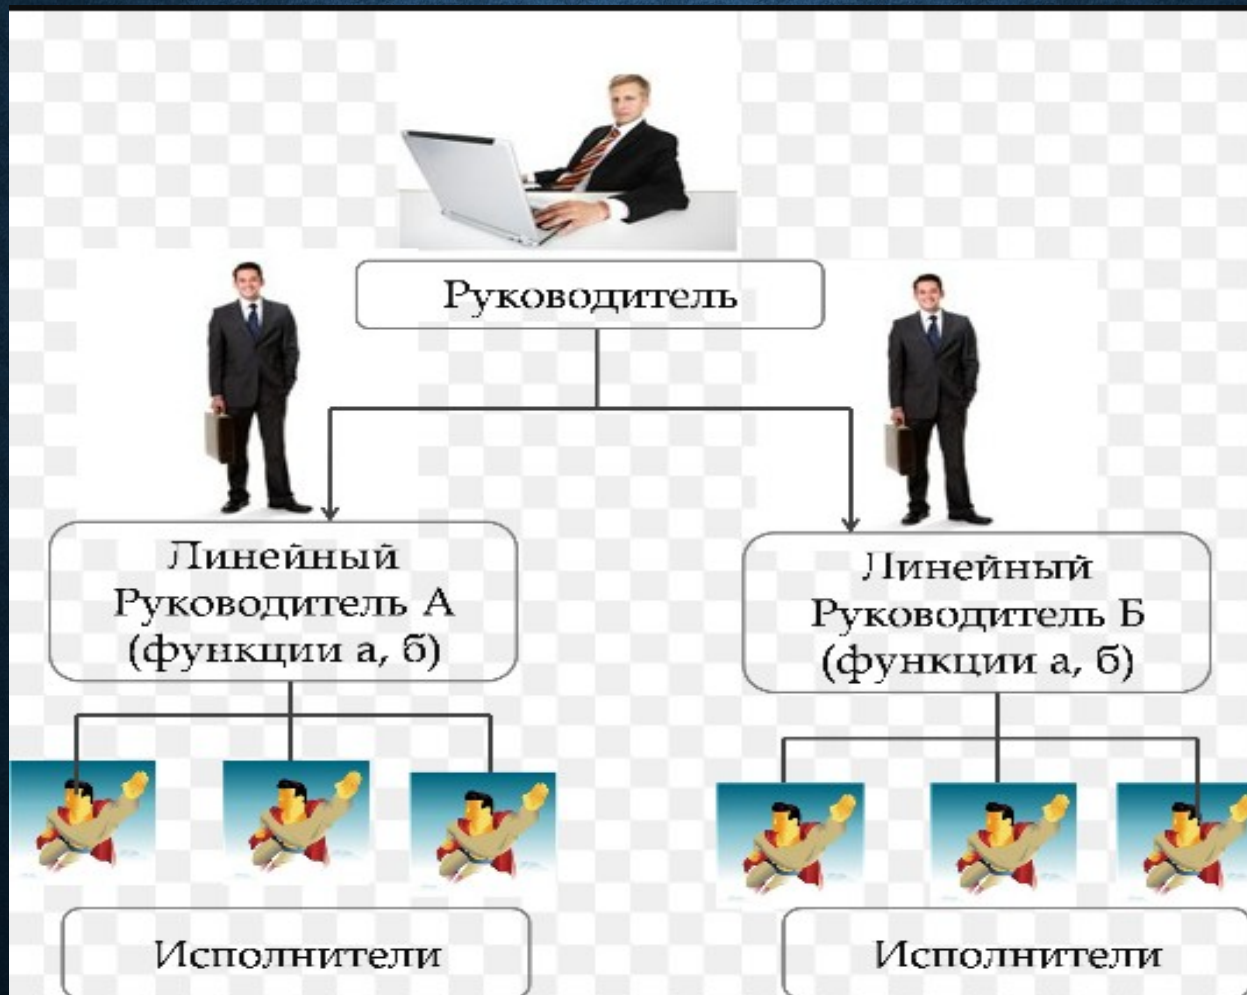 Руководитель
Линейный
Руководитель А
(функции а, б)
Линейный
Руководитель Б
(функции а, б)
Исполнители
Исполнители